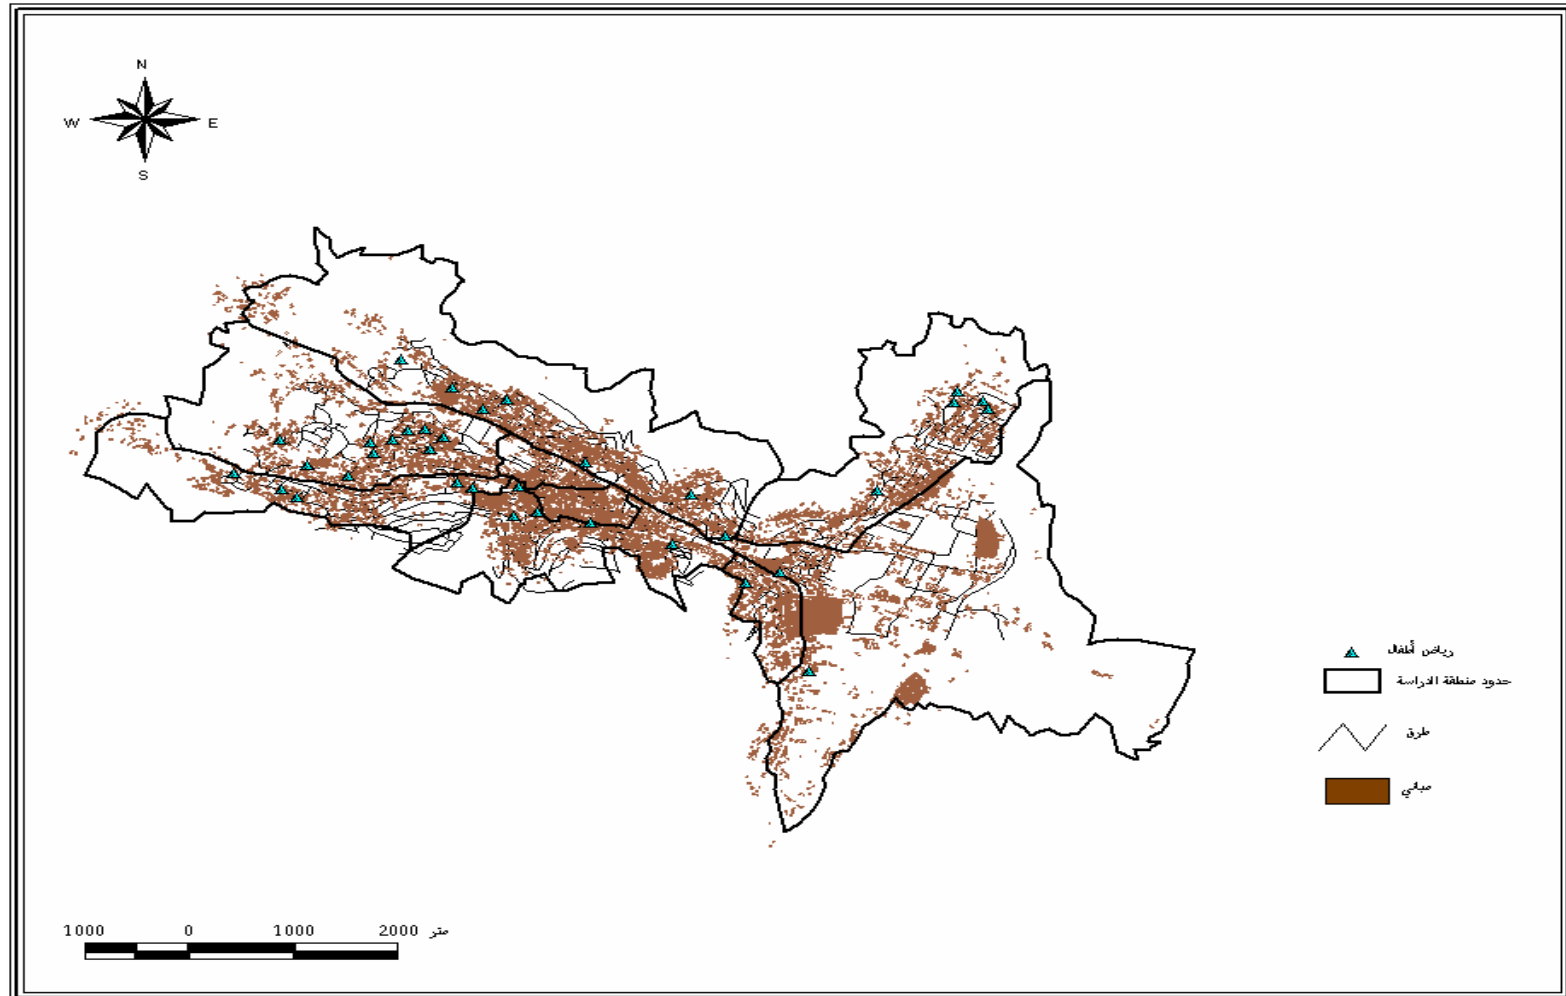 N
W E
S
رياض أطفال
حدود منطقة الدراسة
طرق
مباني
1000 0 1000 2000 متر